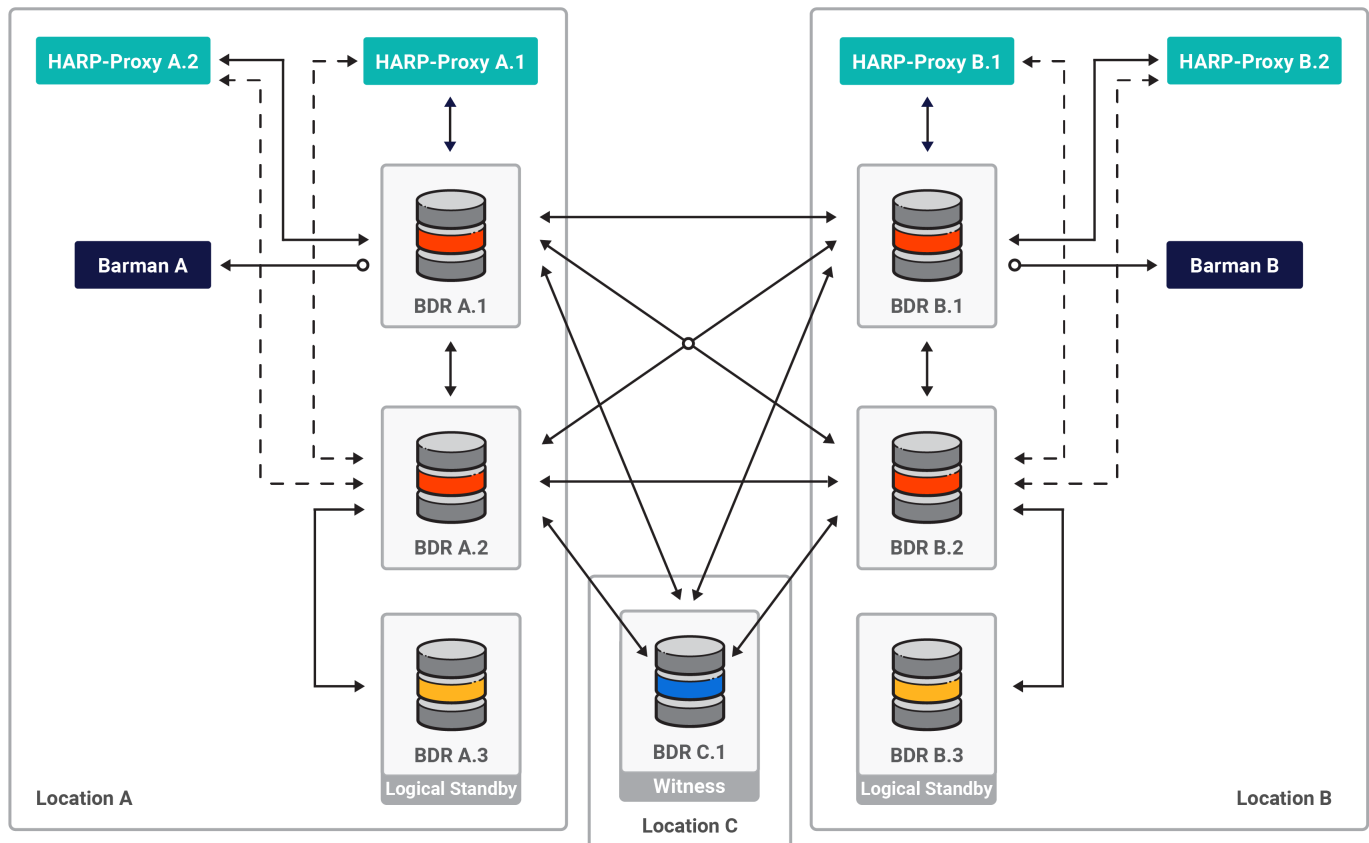 HARP-Proxy A.2
HARP-Proxy A.1
HARP-Proxy B.1
HARP-Proxy B.2
Barman A
BDR A.1
BDR B.1
Barman B
BDR A.2
BDR B.2
BDR A.3
Logical Standby
BDR C.1
Witness
BDR B.3
Logical Standby
Location A
Location C
Location B